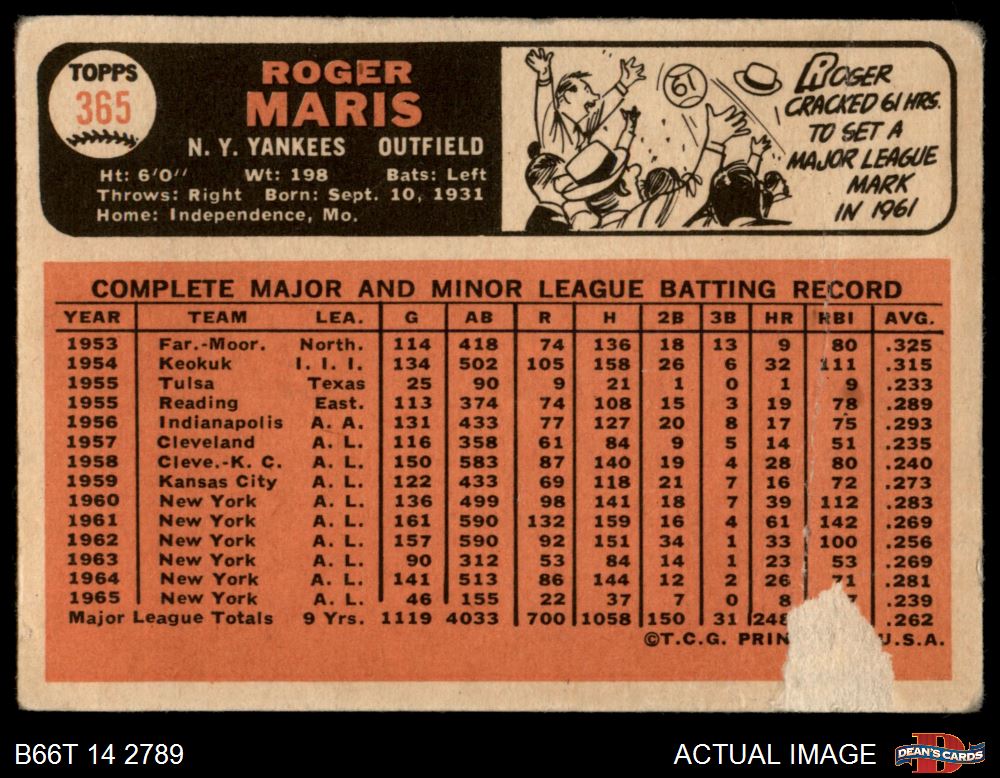 TOPPS
365
ROGER
MARIS
N. Y. YANKEES OUTFIELD
Ht: 6'0" Wt: 198 Bats: Left
Throws: Right Born: Sept. 10, 1931
Home: Independence, Mo.
61
ROGER
CRACKED 61 HRS.
TO SET A
MAJOR LEAGUE
MARK
IN 1961
COMPLETE MAJOR AND MINOR LEAGUE BATTING RECORD
YEAR TEAM LEA. G AB R H 2B 3B HR RBI AVG.
1953 Far.-Moor. North. 114 418 74 136 18 13 9 80 .325
1954 Keokuk I. I. I. 134 502 105 158 26 6 32 111 .315
1955 Tulsa Texas 25 90 9 21 1 0 1 9 .233
1955 Reading East. 113 374 74 108 15 3 19 78 .289
1956 Indianapolis A. A. 131 433 77 127 20 8 17 75 .293
1957 Cleveland A. L. 116 358 61 84 9 5 14 51 .235
1958 Cleve.-K. C. A. L. 150 583 87 140 19 4 28 80 .240
1959 Kansas City A. L. 122 433 69 118 21 7 16 72 .273
1960 New York A. L. 136 499 98 141 18 7 39 112 .283
1961 New York A. L. 161 590 132 159 16 4 61 142 .269
1962 New York A. L. 157 590 92 151 34 1 33 100 .256
1963 New York A. L. 90 312 53 84 14 1 23 53 .269
1964 New York A. L. 141 513 86 144 12 2 26 71 .281
1965 New York A. L. 46 155 22 37 7 0 8 7 .239
Major League Totals 9 Yrs. 1119 4033 700 1058 150 31 248 .262
©T.C.G. PRIN U.S.A.
B66T 14 2789 ACTUAL IMAGE DEAN'S CARDS